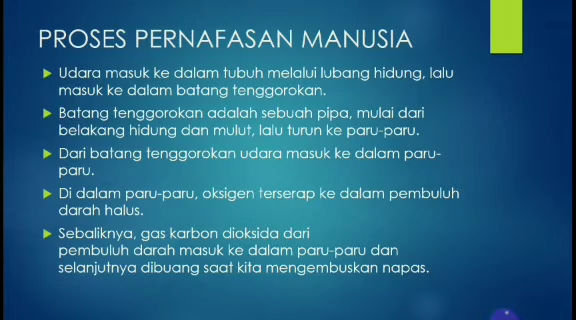 PROSES PERNAFASAN MANUSIA
Udara masuk ke dalam tubuh melalui lubang hidung, lalu
masuk ke dalam batang tenggorokan.
Batang tenggorokan adalah sebuah pipa, mulai dari
belakang hidung dan mulut, lalu turun ke paru-paru.
Dari batang tenggorokan udara masuk ke dalam paru-
paru.
Di dalam paru-paru, oksigen terserap ke dalam pembuluh
darah halus.
Sebaliknya, gas karbon dioksida dari
pembuluh darah masuk ke dalam paru-paru dan
selanjutnya dibuang saat kita mengembuskan napas.